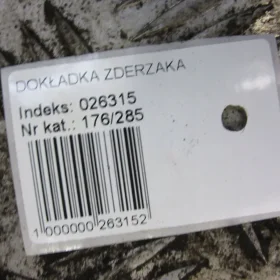 DOKŁADKA ZDERZAKA
Indeks: 026315
Nr kat.: 176/285
1 000000 263152